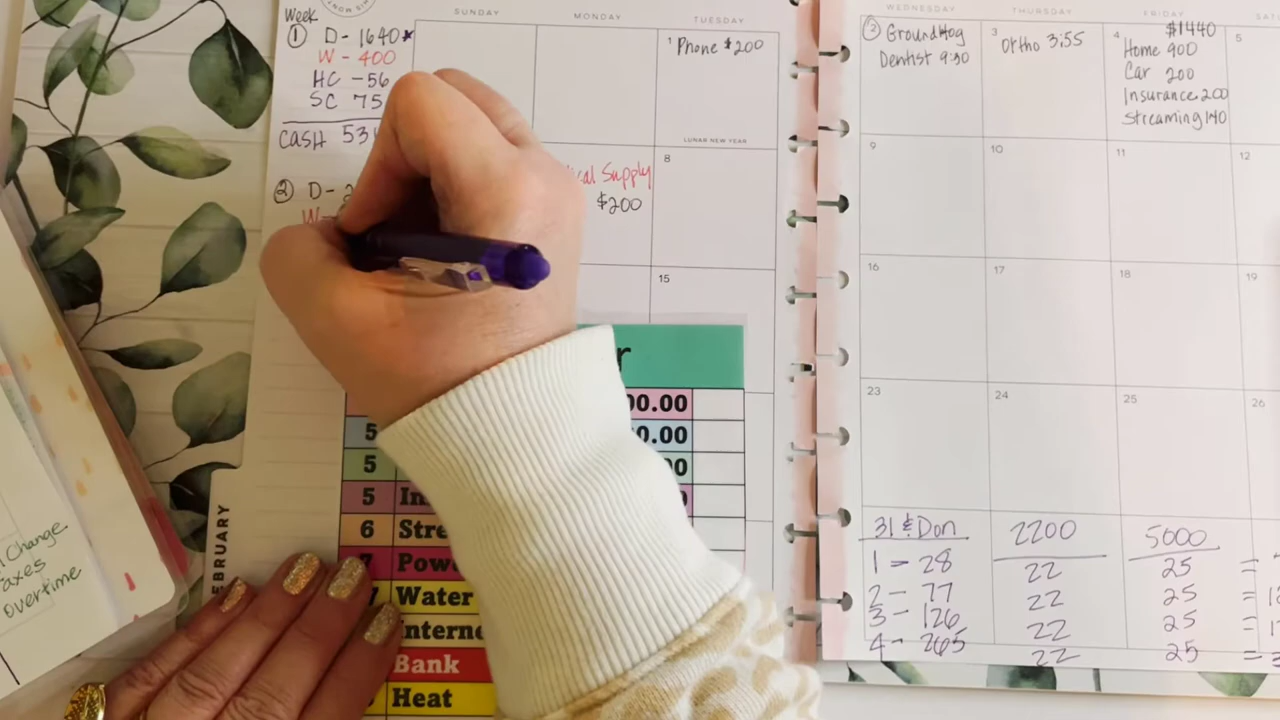 SUNDAY MONDAY TUESDAY WEDNESDAY THURSDAY FRIDAY
Week
① D- 1640*
W - 400
HC -56
SC 75
CASH 53
② D-
W-
1 Phone $200
LUNAR NEW YEAR
③ GroundHog
Dentist 9:30
3 Ortho 3:55
4 $1440
Home 900
Car 200
Insurance 200
Streaming 140
5
Supply
$200
8
9
10
11
12
15
16
17
18
19
23
24
25
26
00.00
5
0.00
5
00
5 In
6 Stre
7 Pow
Water
nterne
Bank
Heat
FEBRUARY
Change
axes
overtime
31 & Don 2200 5000
1 - 28 22 25 =
2 - 77 22 25 =
3 - 126 22 25 =
4 - 265 22 25 =